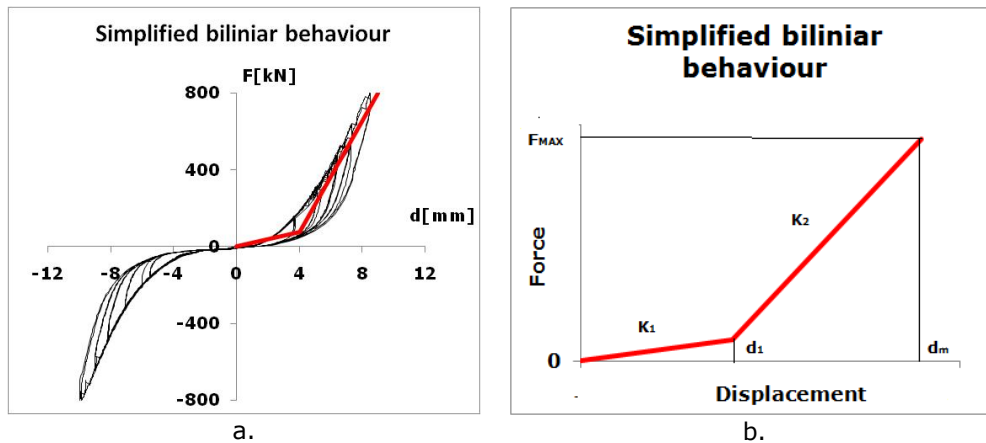 Simplified biliniar behaviour
F[kN]
800
400
d[mm]
0
-12
-8
-4
0
4
8
12
-400
-800
a.
Simplified biliniar
behaviour
FMAX
K2
Force
K1
d1
dm
0
Displacement
b.